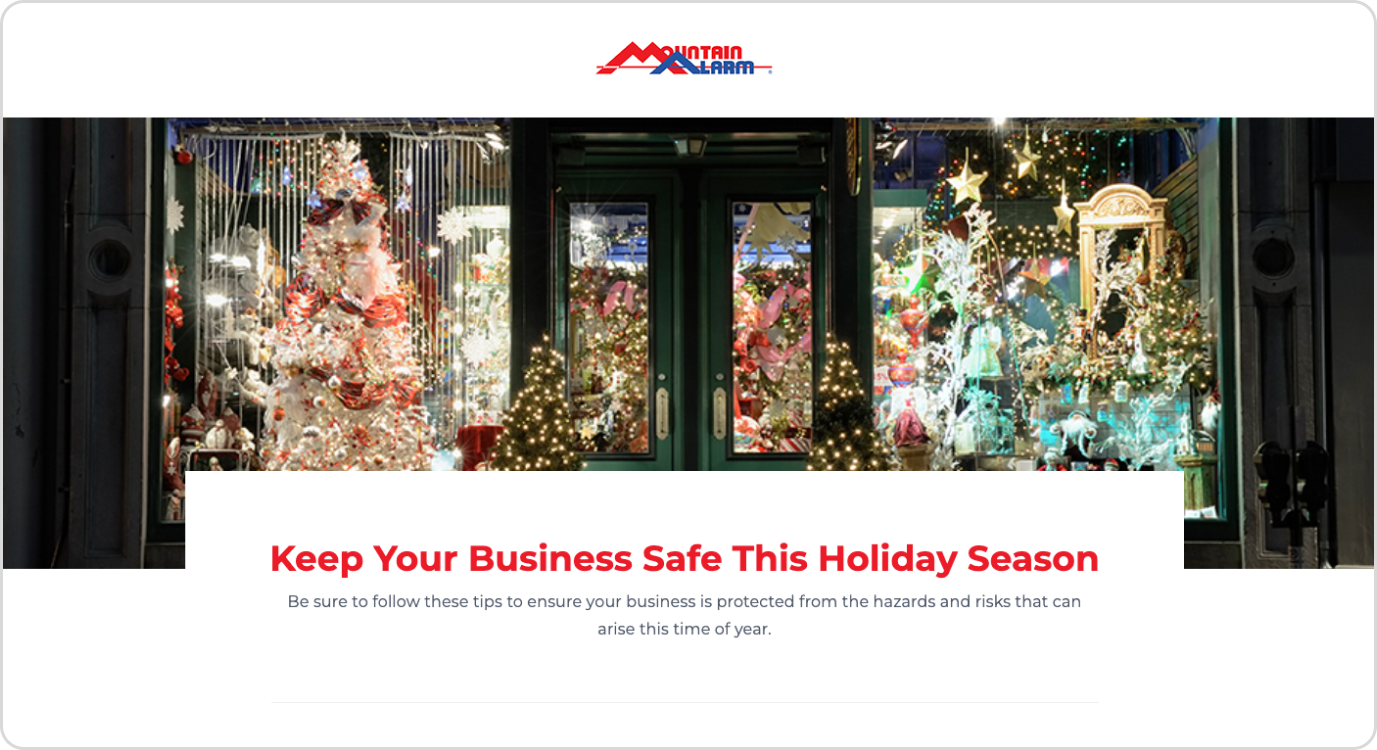 MOUNTAIN
ALARM
Keep Your Business Safe This Holiday Season
Be sure to follow these tips to ensure your business is protected from the hazards and risks that can
arise this time of year.